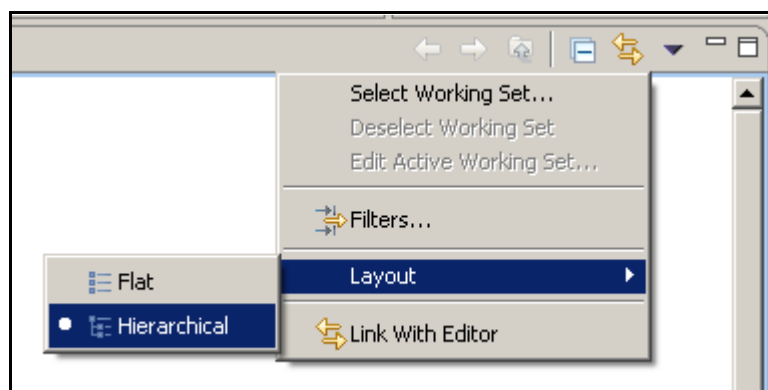 Select Working Set...
Deselect Working Set
Edit Active Working Set...
Filters...
Layout
Flat
Hierarchical
Link With Editor